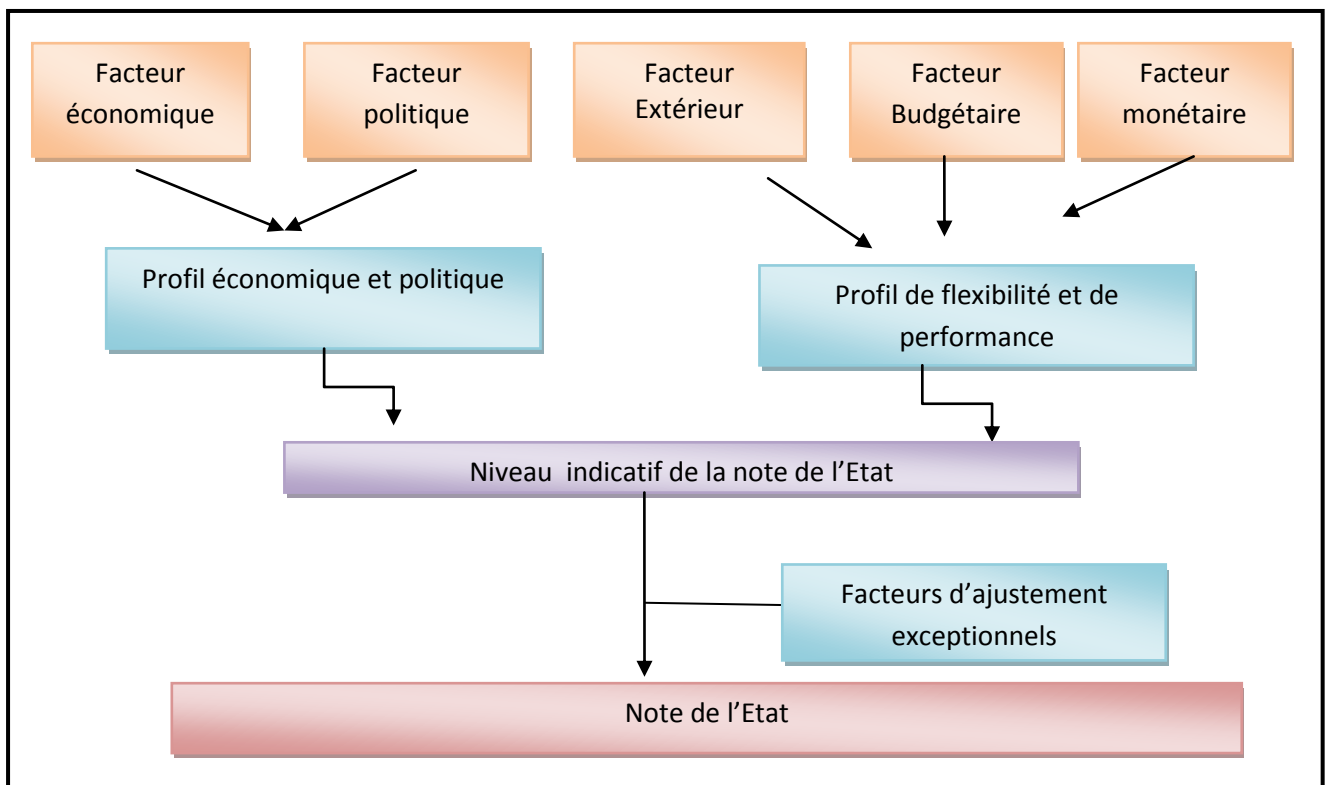 Facteur
économique
Facteur
politique
Facteur
Extérieur
Facteur
Budgétaire
Facteur
monétaire
Profil économique et politique
Profil de flexibilité et de
performance
Niveau  indicatif de la note de l’Etat
Facteurs d’ajustement
exceptionnels
Note de l’Etat